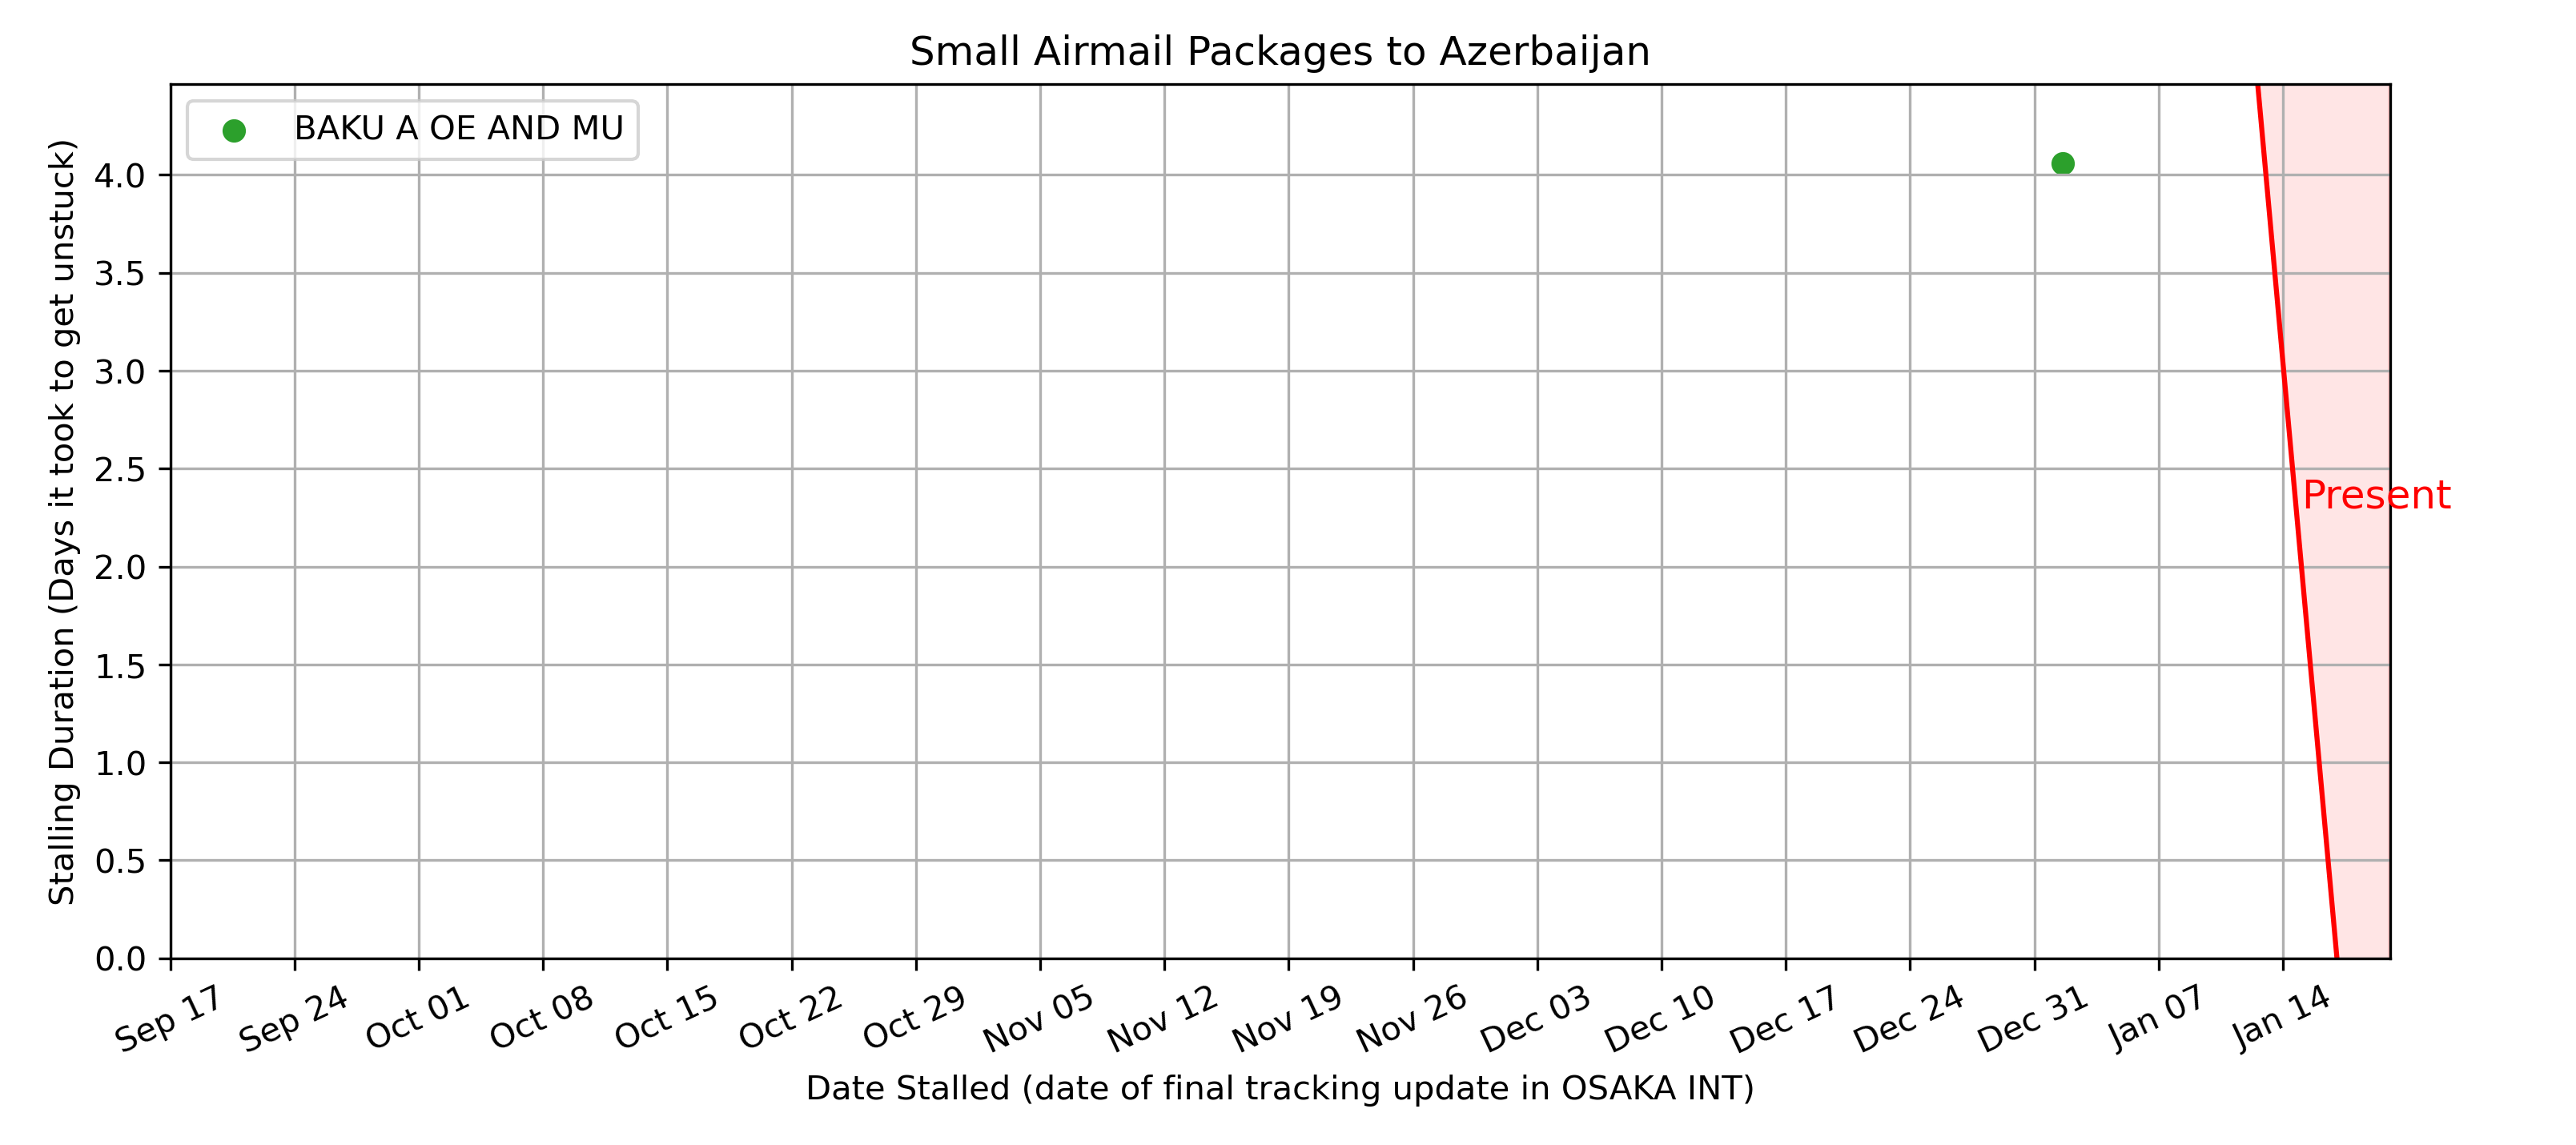 Small Airmail Packages to Azerbaijan
BAKU A OE AND MU
Stalling Duration (Days it took to get unstuck)
4.0
3.5
3.0
2.5
2.0
1.5
1.0
0.5
0.0
Present
Sep 17
Sep 24
Oct 01
Oct 08
Oct 15
Oct 22
Oct 29
Nov 05
Nov 12
Nov 19
Nov 26
Dec 03
Dec 10
Dec 17
Dec 24
Dec 31
Jan 07
Jan 14
Date Stalled (date of final tracking update in OSAKA INT)